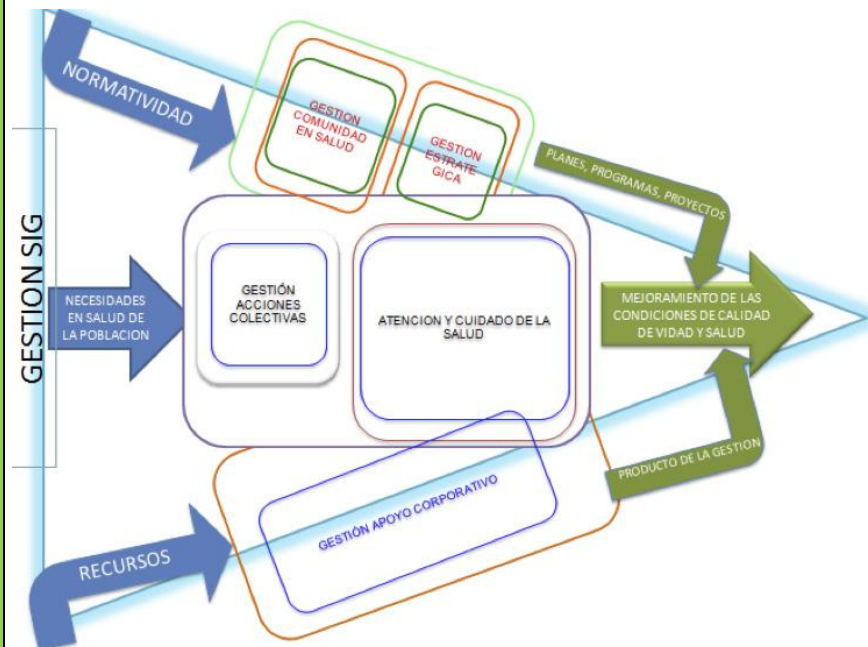 GESTION SIG
NORMATIVIDAD
NECESIDADES
EN SALUD DE
LA POBLACION
RECURSOS
GESTION
COMUNIDAD
EN SALUD
GESTION
ESTRATE
GICA
GESTIÓN
ACCIONES
COLECTIVAS
ATENCION Y CUIDADO DE LA
SALUD
GESTIÓN APOYO CORPORATIVO
PLANES, PROGRAMAS, PROYECTOS
MEJORAMIENTO DE LAS
CONDICIONES DE CALIDAD
DE VIDAD Y SALUD
PRODUCTO DE LA GESTION